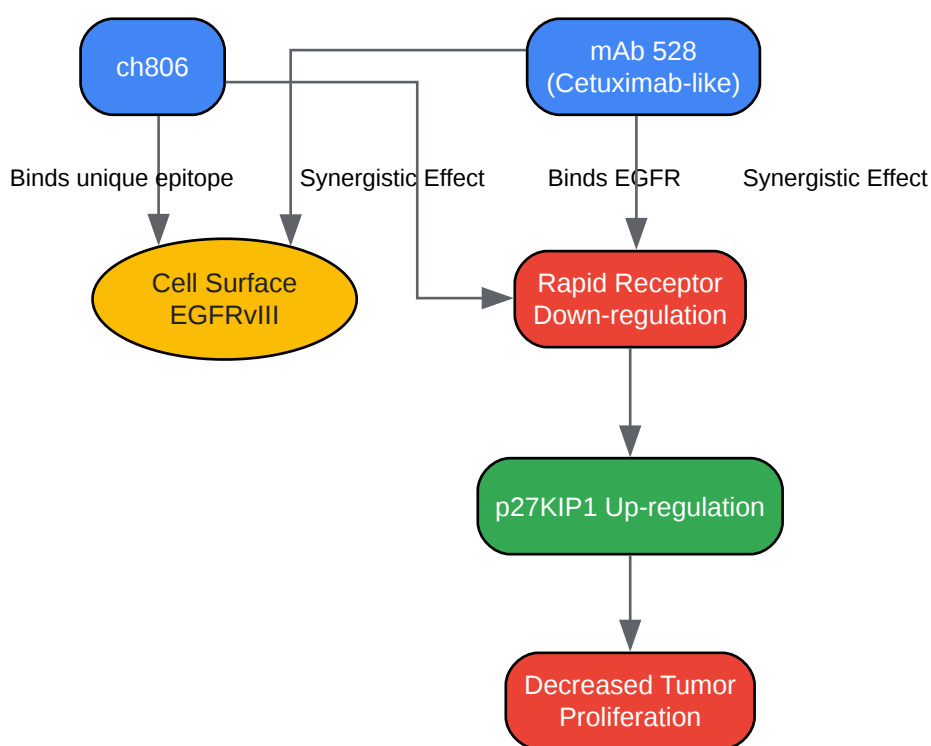 ch806
mAb 528
(Cetuximab-like)
Binds unique epitope
Synergistic Effect
Binds EGFR
Synergistic Effect
Cell Surface
EGFRvIII
Rapid Receptor
Down-regulation
p27KIP1 Up-regulation
Decreased Tumor
Proliferation